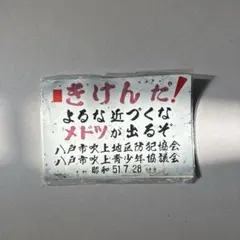 きけんだ!
よるな近づくな
メドツが出るぞ
八戸市吹上地区防犯協会
八戸市吹上青少年協議会
昭和51.7.28